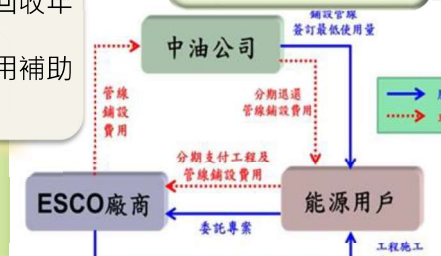 回收年
用補助
鋪設管線
簽訂最低使用量
中油公司
管線
鋪設
費用
分期退還
管線鋪設費用
分期支付工程及
管線鋪設費用
ESCO廠商
能源用戶
委託專案
工程施工